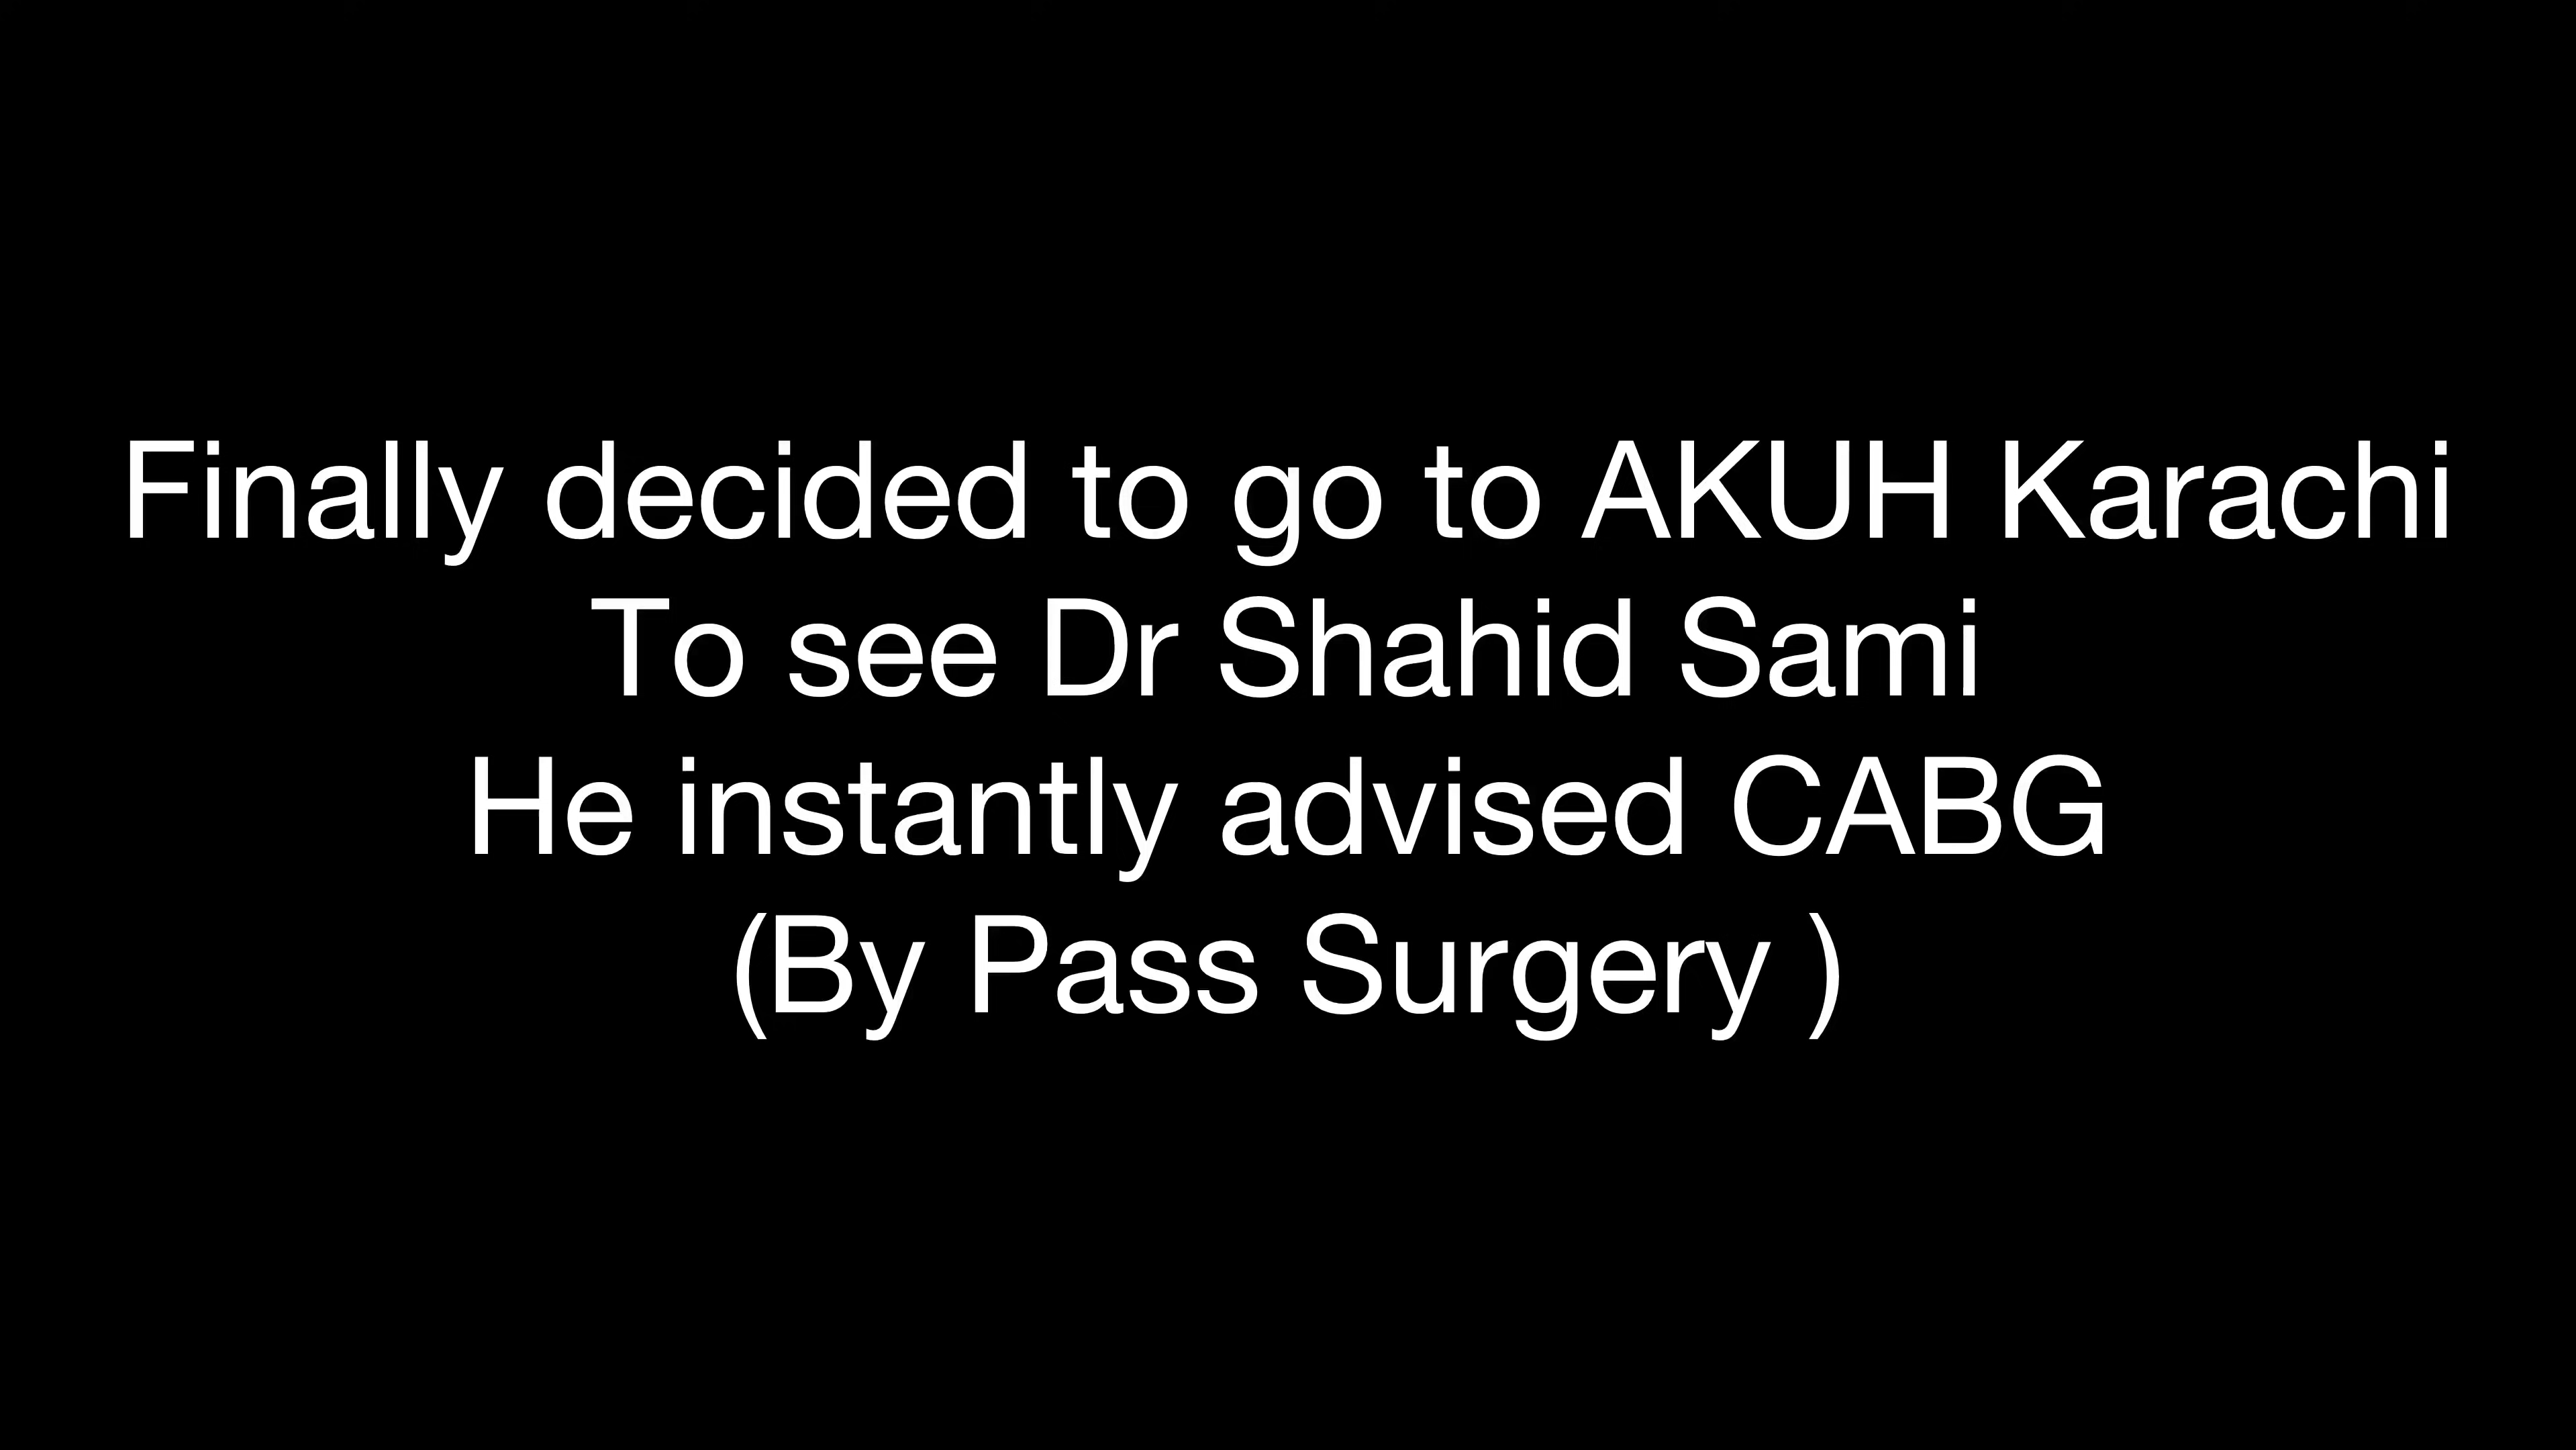 Finally decided to go to AKUH Karachi
To see Dr Shahid Sami
He instantly advised CABG
(By Pass Surgery )